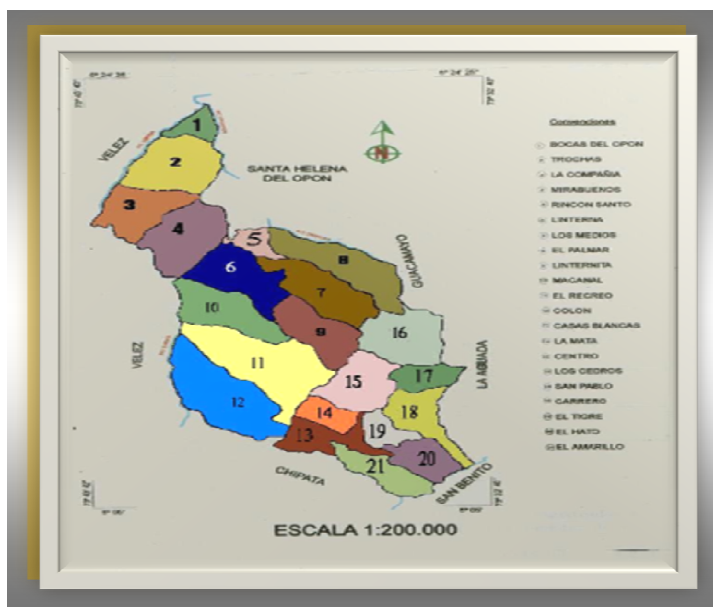 6º 24' 25"
1
VELEZ
2
SANTA HELENA
DEL OPON
N
3
4
5
8
GUACAMAYO
6
7
10
9
16
VELEZ
11
15
17
LA AGUADA
12
14
18
13
19
20
21
CHIPATA
SAN BENITO
ESCALA 1:200.000
Convenciones
BOCAS DEL OPON
TROCHAS
LA COMPAÑIA
MIRABUENOS
RINCON SANTO
LINTERNA
LOS MEDIOS
EL PALMAR
LINTERNITA
MACANAL
EL RECREO
COLON
CASAS BLANCAS
LA MATA
CENTRO
LOS CEDROS
SAN PABLO
CARRERO
EL TIGRE
EL HATO
EL AMARILLO